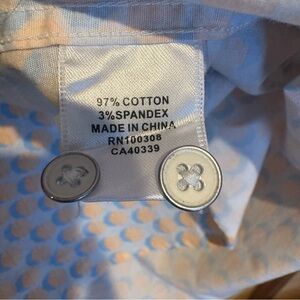 97% COTTON
3%SPANDEX
MADE IN CHINA
RN100308
CA40339